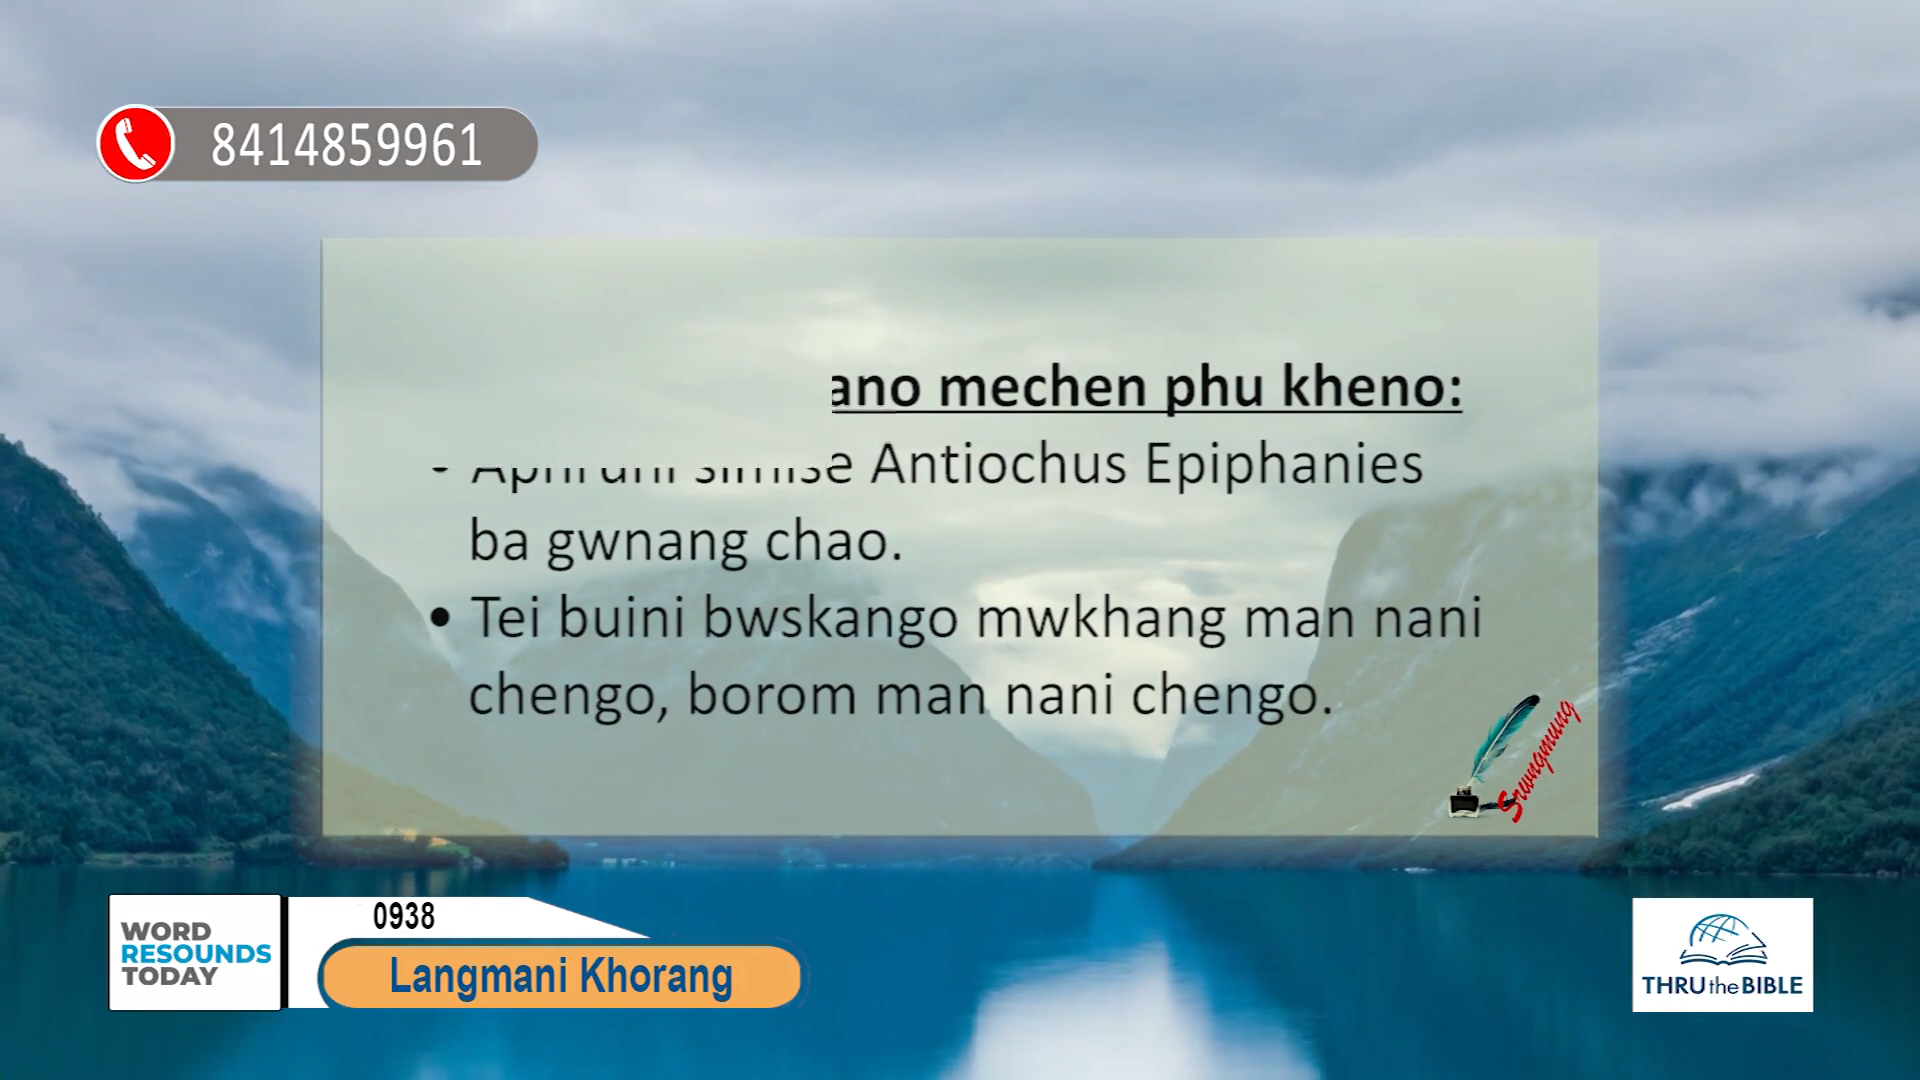 8414859961
mechen phu kheno:
Antiochus Epiphanies
ba gwnang chao.
• Tei buini bwskango mwkhang man nani
chengo, borom man nani chengo.
Srwngmung
WORD
RESOUNDS
TODAY
0938
Langmani Khorang
THRU the BIBLE